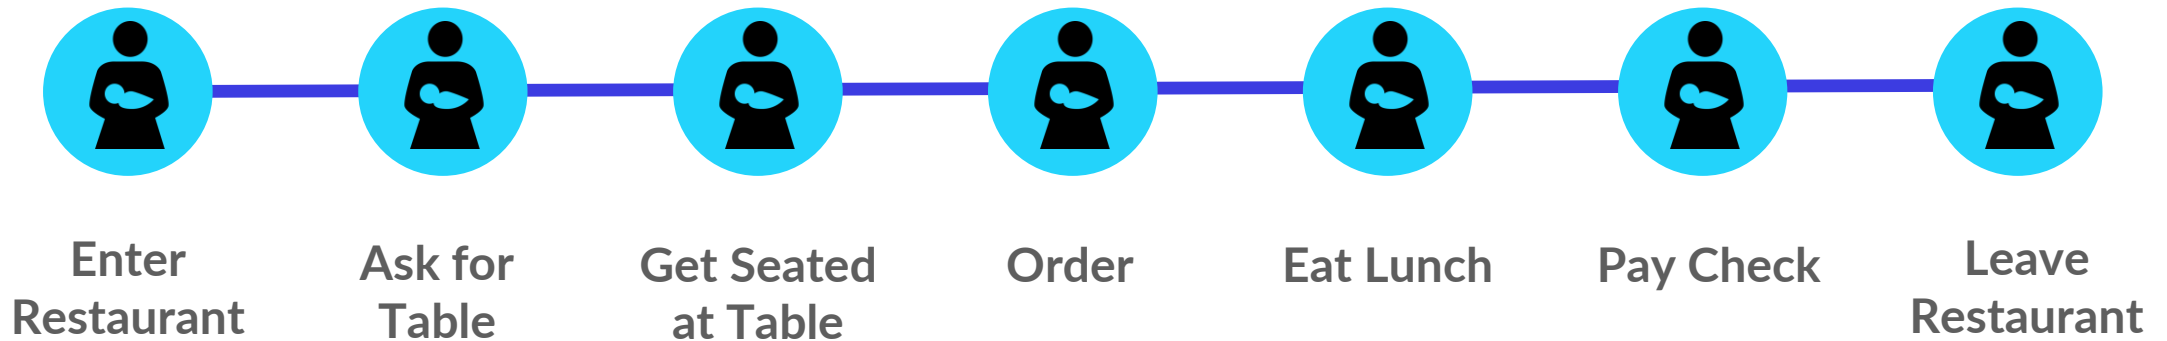 Enter
Restaurant
Ask for
Table
Get Seated
at Table
Order
Eat Lunch
Pay Check
Leave
Restaurant